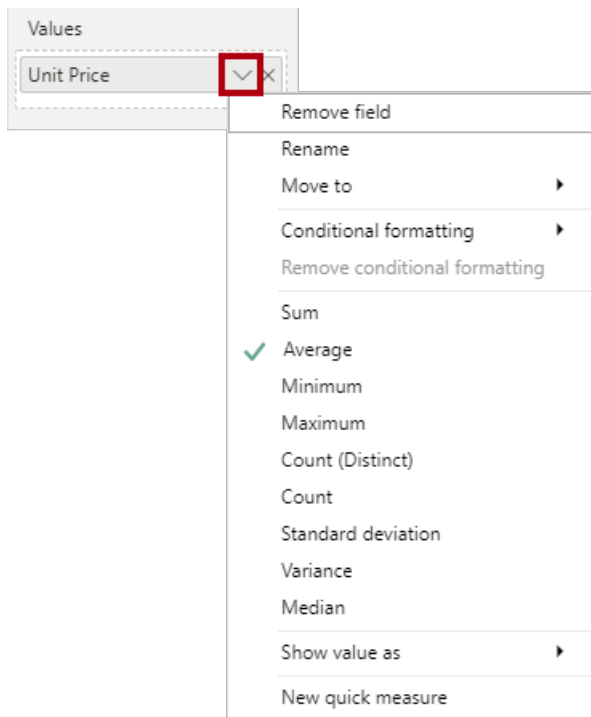 Values
Unit Price
Remove field
Rename
Move to
Conditional formatting
Remove conditional formatting
Sum
Average
Minimum
Maximum
Count (Distinct)
Count
Standard deviation
Variance
Median
Show value as
New quick measure